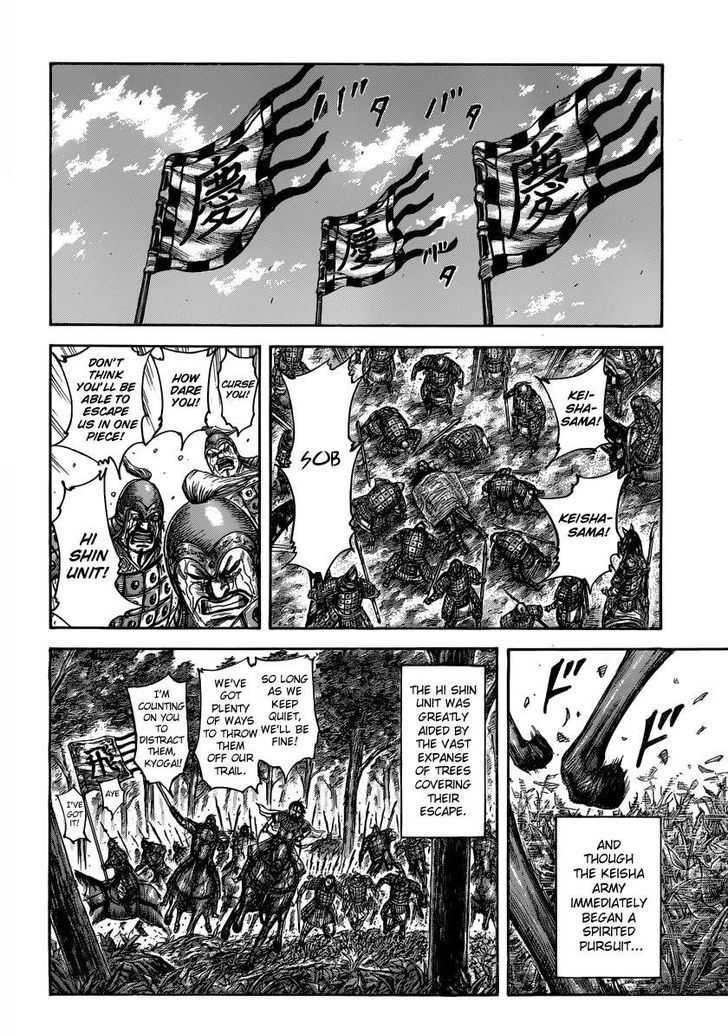 慶
バタ
慶
バタ
慶
バタ
KEI-
SHA-
SAMA!
KEISHA-
SAMA!
SOB
CURSE
YOU!
HOW
DARE
YOU!
DON'T
THINK
YOU'LL BE
ABLE TO
ESCAPE
US IN ONE
PIECE!
HI
SHIN
UNIT!
ドド
AND
THOUGH
THE KEISHA
ARMY
IMMEDIATELY
BEGAN A
SPIRITED
PURSUIT...
THE HI SHIN
UNIT WAS
GREATLY
AIDED BY
THE VAST
EXPANSE
OF TREES
COVERING
THEIR
ESCAPE.
SO LONG
AS WE
KEEP
QUIET,
WE'LL BE
FINE!
WE'VE
GOT
PLENTY
OF WAYS
TO THROW
THEM
OFF OUR
TRAIL.
I'M
COUNTING
ON YOU
TO
DISTRACT
THEM,
KYOGAI!
飛
AYE
I'VE
GOT
IT!